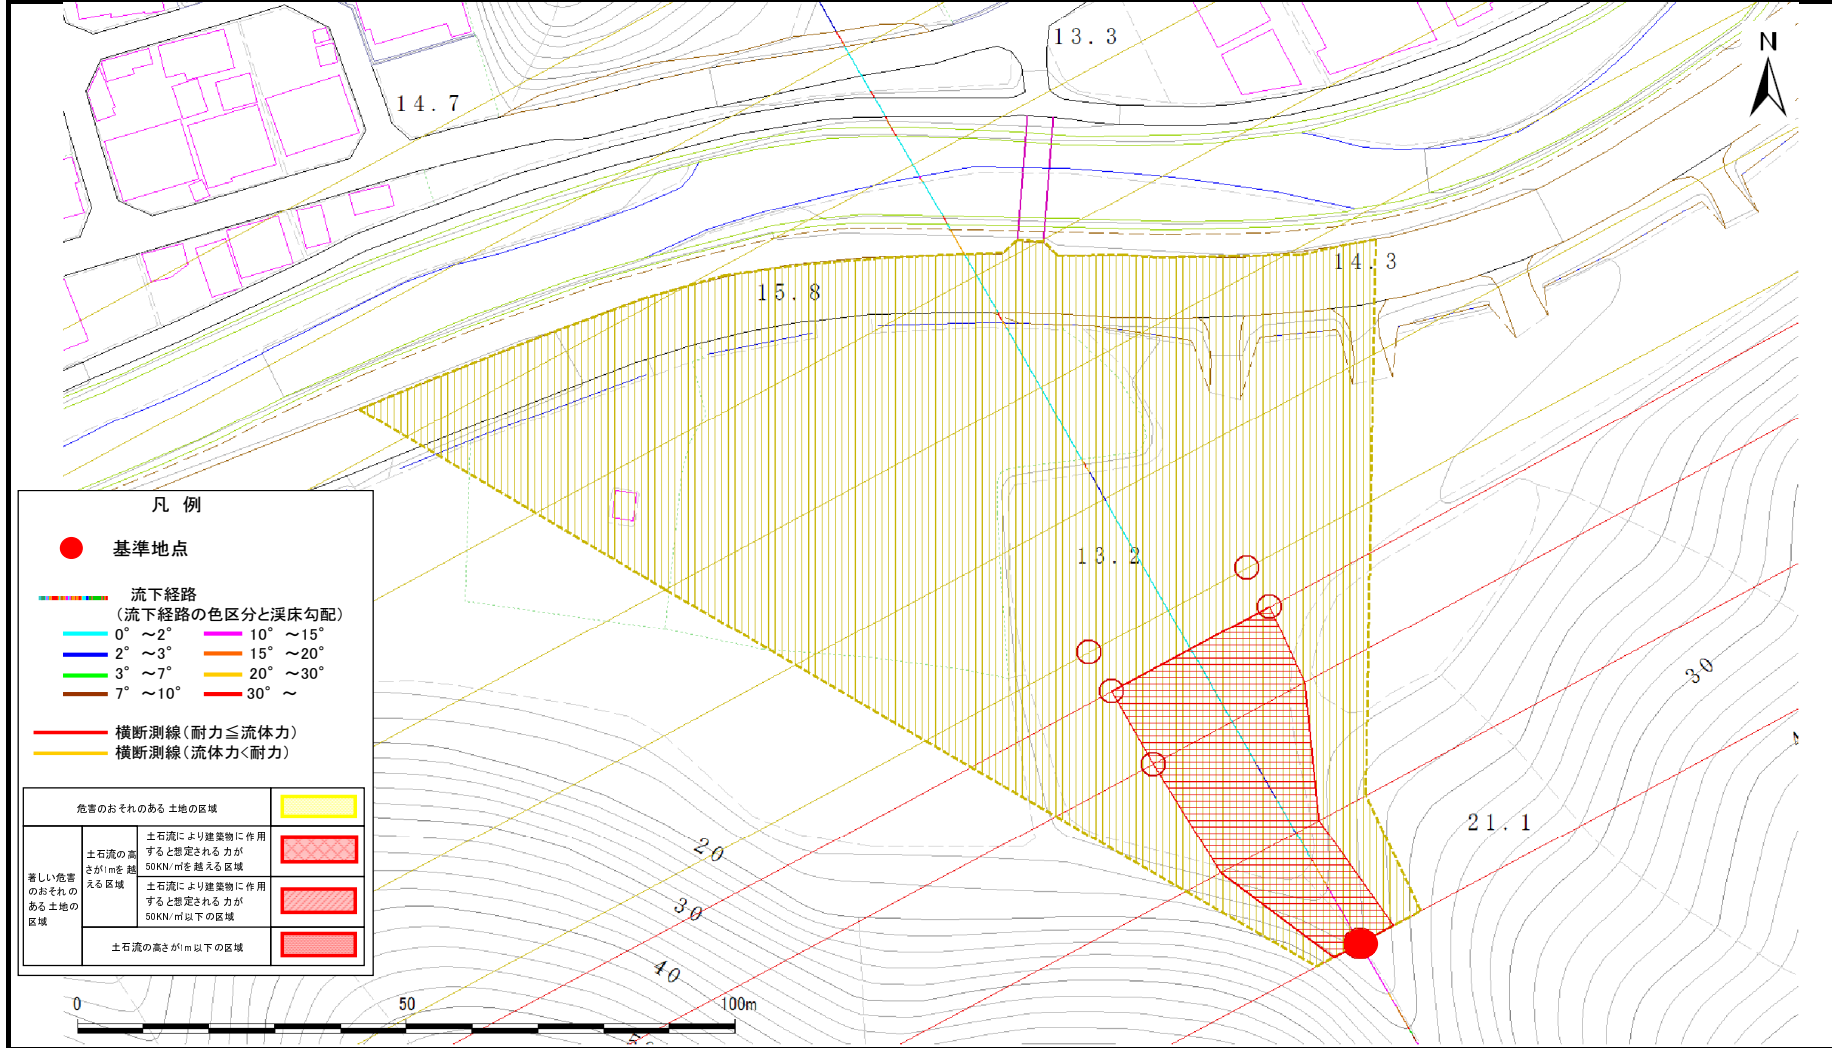 13.3
N
14.7
14.3
15.8
凡 例
基準地点
13.2
流下経路
(流下経路の色区分と渓床勾配)
0° ～2° 10° ～15°
2° ～3° 15° ～20°
3° ～7° 20° ～30°
7° ～10° 30° ～
30
横断測線(耐力≦流体力)
横断測線(流体力<耐力)
危害のおそれのある土地の区域
21.1
20
著しい危害
のおそれの
ある土地の
区域
土石流の高
さが1mを越
える区域
土石流により建築物に作用
すると想定される力が
50KN/㎡を越える区域
土石流により建築物に作用
すると想定される力が
50KN/㎡以下の区域
土石流の高さが1m以下の区域
30
40
0 50 100m